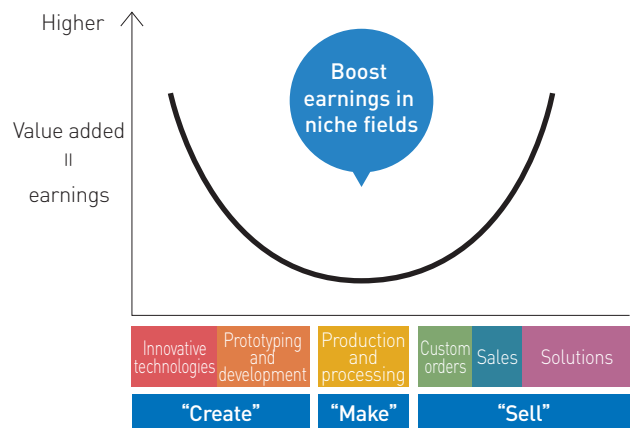 Higher
Boost
earnings in
niche fields
Value added
=
earnings
Innovative
technologies
Prototyping
and
development
Production
and
processing
Custom
orders
Sales
Solutions
“Create”
“Make”
“Sell”